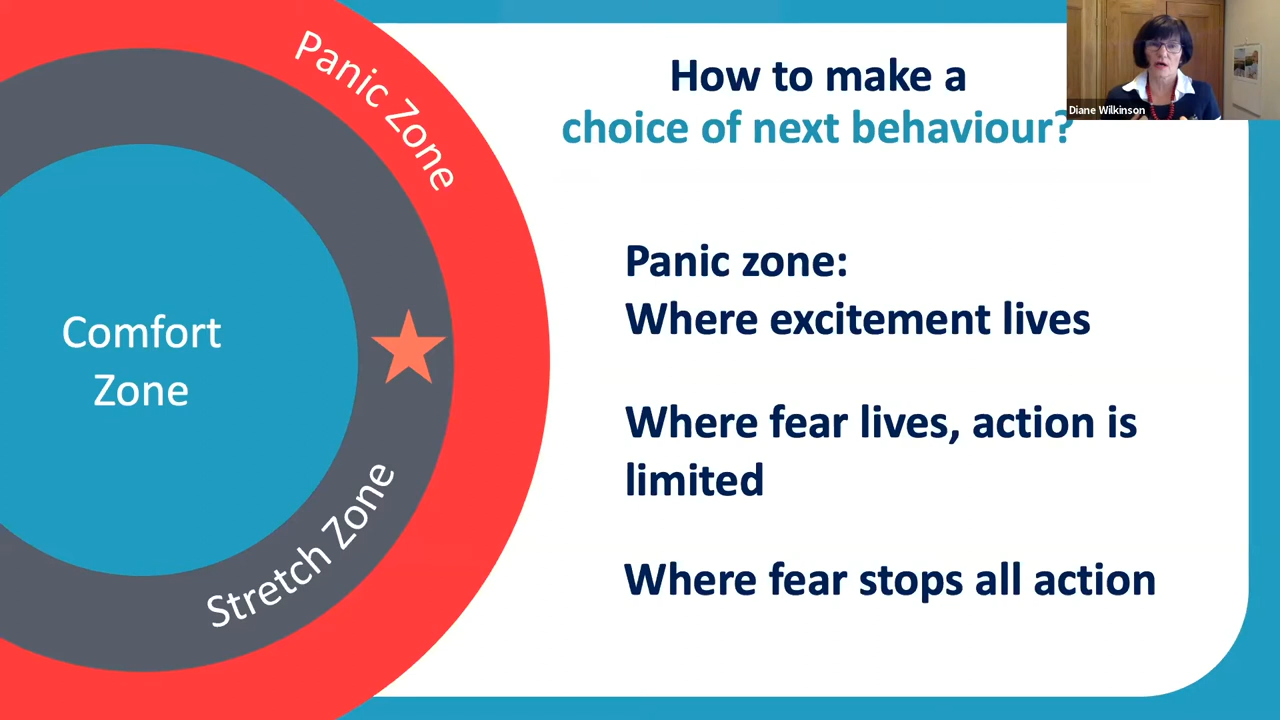 Panic Zone
Comfort
Zone
Stretch Zone
How to make a
choice of next behaviour?
Panic zone:
Where excitement lives
Where fear lives, action is
limited
Where fear stops all action
Diane Wilkinson